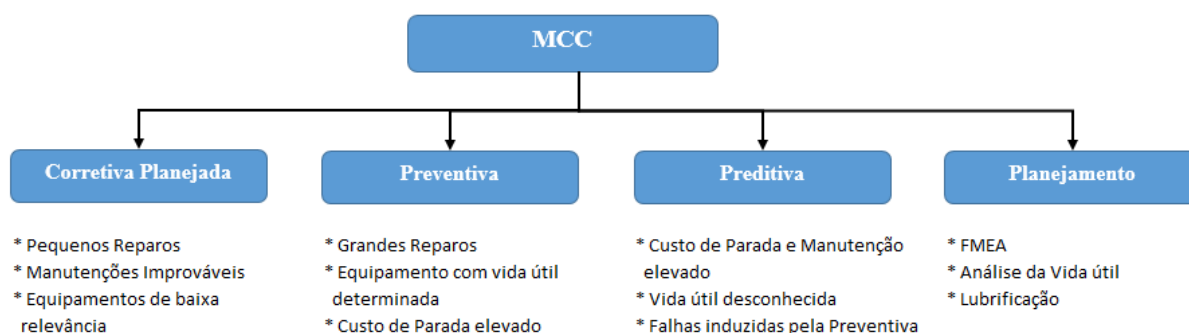 MCC
Corretiva Planejada
* Pequenos Reparos
* Manutenções Improváveis
* Equipamentos de baixa
relevância
Preventiva
* Grandes Reparos
* Equipamento com vida útil
determinada
* Custo de Parada elevado
Preditiva
* Custo de Parada e Manutenção
elevado
* Vida útil desconhecida
* Falhas induzidas pela Preventiva
Planejamento
* FMEA
* Análise da Vida útil
* Lubrificação